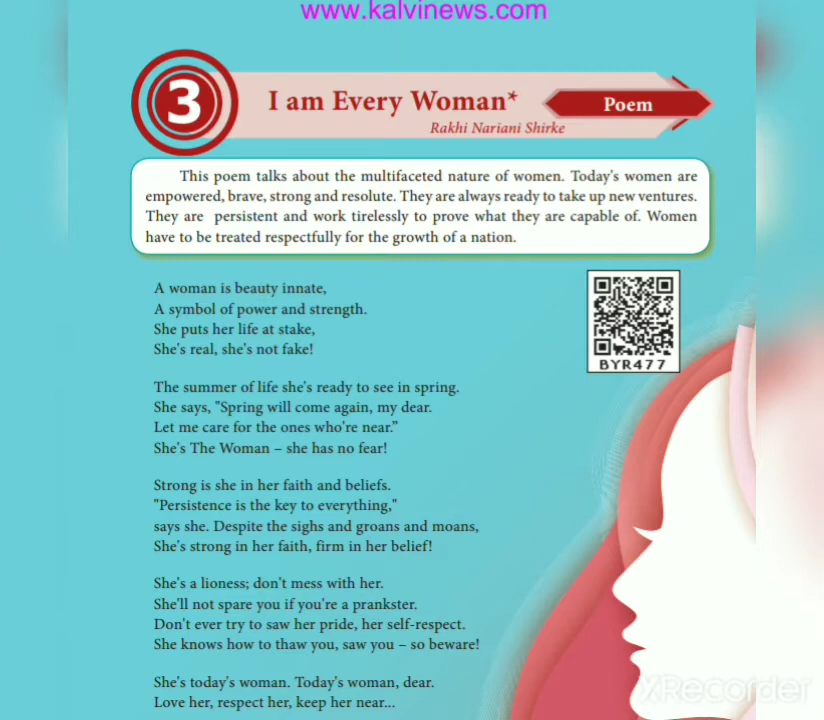 www.kalvinews.com
3
I am Every Woman*
Poem
Rakhi Nariani Shirke
This poem talks about the multifaceted nature of women. Today's women are
empowered, brave, strong and resolute. They are always ready to take up new ventures.
They are persistent and work tirelessly to prove what they are capable of. Women
have to be treated respectfully for the growth of a nation.
A woman is beauty innate,
A symbol of power and strength.
She puts her life at stake,
She's real, she's not fake!
BYR477
The summer of life she's ready to see in spring.
She says, "Spring will come again, my dear.
Let me care for the ones who're near.”
She's The Woman – she has no fear!
Strong is she in her faith and beliefs.
"Persistence is the key to everything,"
says she. Despite the sighs and groans and moans,
She's strong in her faith, firm in her belief!
She's a lioness; don't mess with her.
She'll not spare you if you're a prankster.
Don't ever try to saw her pride, her self-respect.
She knows how to thaw you, saw you – so beware!
She's today's woman. Today's woman, dear.
Love her, respect her, keep her near...
XRecorder